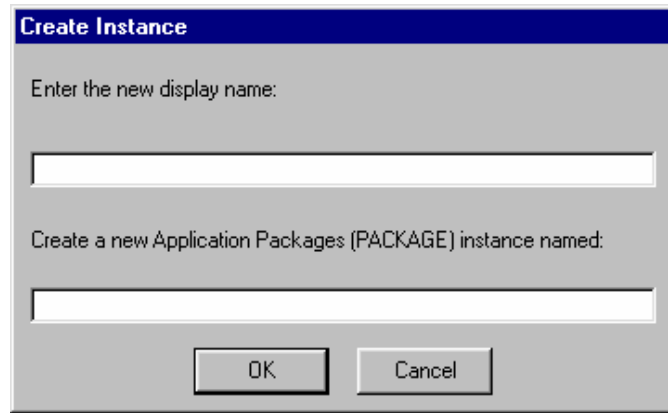 Create Instance
Enter the new display name:
Create a new Application Packages (PACKAGE) instance named:
OK
Cancel